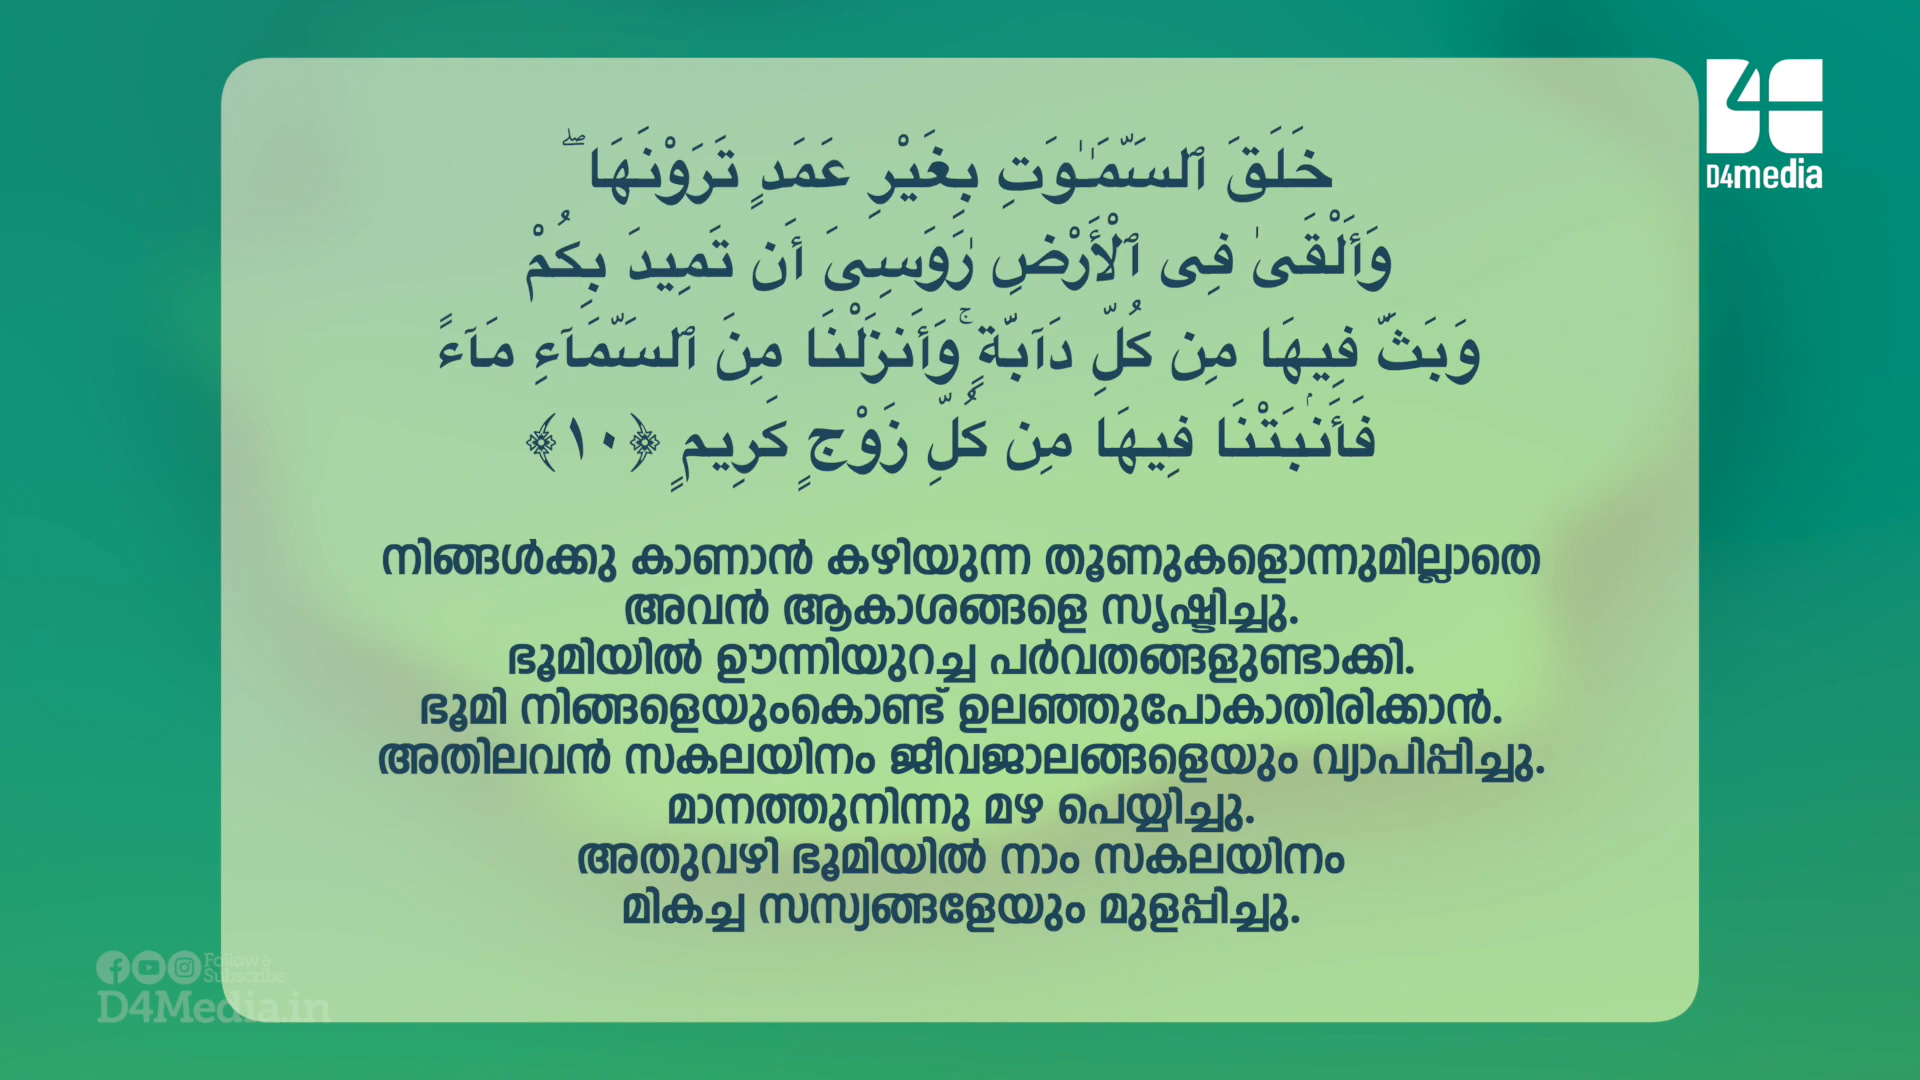 خَلَقَ ٱلسَّمَـٰوَٰتِ بِغَيْرِ عَمَدٍ تَرَوْنَهَا ۖ
وَأَلْقَىٰ فِى ٱلْأَرْضِ رَوَٰسِىَ أَن تَمِيدَ بِكُمْ
وَبَثَّ فِيهَا مِن كُلِّ دَآبَّةٍ ۚ وَأَنزَلْنَا مِنَ ٱلسَّمَآءِ مَآءً
فَأَنۢبَتْنَا فِيهَا مِن كُلِّ زَوْجٍ كَرِيمٍ ﴿١٠﴾
നിങ്ങൾക്കു കാണാൻ കഴിയുന്ന തൂണുകളൊന്നുമില്ലാതെ
അവൻ ആകാശങ്ങളെ സൃഷ്ടിച്ചു.
ഭൂമിയിൽ ഊന്നിയുറച്ച പർവതങ്ങളുണ്ടാക്കി.
ഭൂമി നിങ്ങളെയുംകൊണ്ട് ഉലഞ്ഞുപോകാതിരിക്കാൻ.
അതിലവൻ സകലയിനം ജീവജാലങ്ങളെയും വ്യാപിപ്പിച്ചു.
മാനത്തുനിന്നു മഴ പെയ്യിച്ചു.
അതുവഴി ഭൂമിയിൽ നാം സകലയിനം
മികച്ച സസ്യങ്ങളേയും മുളപ്പിച്ചു.
D4media
Follow &
Subscribe
D4Media.in